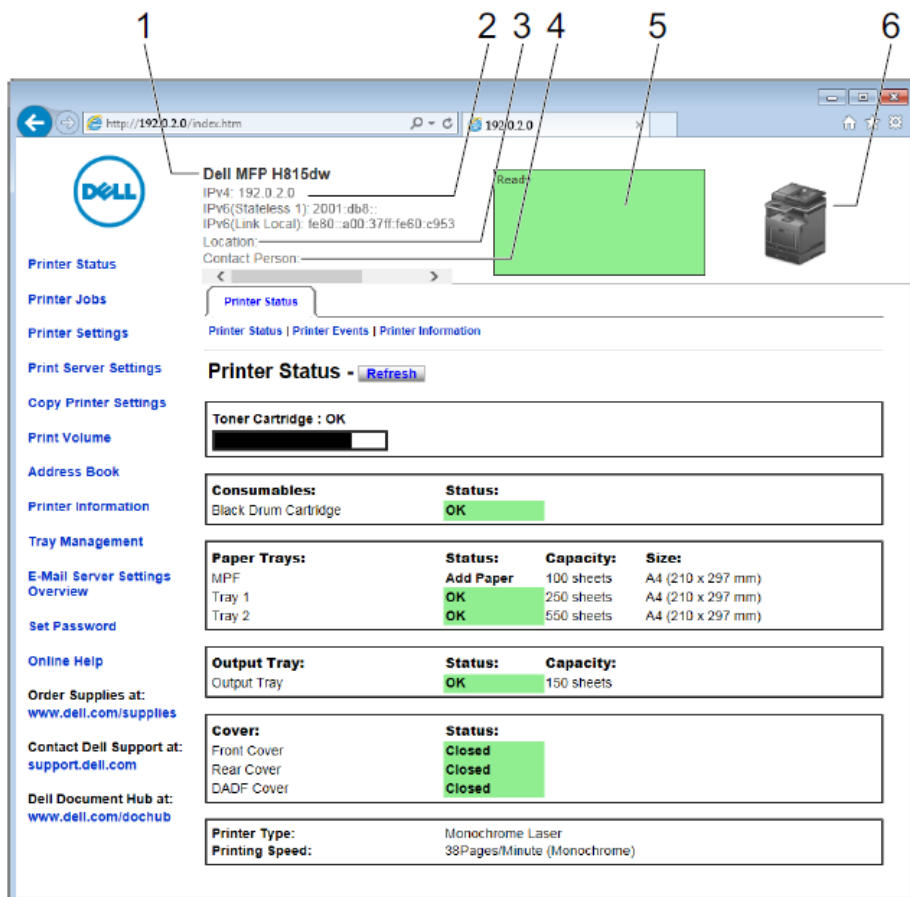 1 2 3 4 5 6
http://192.0.2.0/index.htm 192.0.2.0
DELL
Dell MFP H815dw
IPv4: 192.0.2.0
IPv6(Stateless 1): 2001:db8::
IPv6(Link Local): fe80::a00:37ff:fe60:c953
Location:
Contact Person:
Ready
Printer Status
Printer Jobs
Printer Settings
Print Server Settings
Copy Printer Settings
Print Volume
Address Book
Printer Information
Tray Management
E-Mail Server Settings
Overview
Set Password
Online Help
Order Supplies at:
www.dell.com/supplies
Contact Dell Support at:
support.dell.com
Dell Document Hub at:
www.dell.com/dochub
Printer Status
Printer Status | Printer Events | Printer Information
Printer Status - Refresh
Toner Cartridge : OK
Consumables: Status:
Black Drum Cartridge OK
Paper Trays: Status: Capacity: Size:
MPF Add Paper 100 sheets A4 (210 x 297 mm)
Tray 1 OK 250 sheets A4 (210 x 297 mm)
Tray 2 OK 550 sheets A4 (210 x 297 mm)
Output Tray: Status: Capacity:
Output Tray OK 150 sheets
Cover: Status:
Front Cover Closed
Rear Cover Closed
DADF Cover Closed
Printer Type: Monochrome Laser
Printing Speed: 38Pages/Minute (Monochrome)